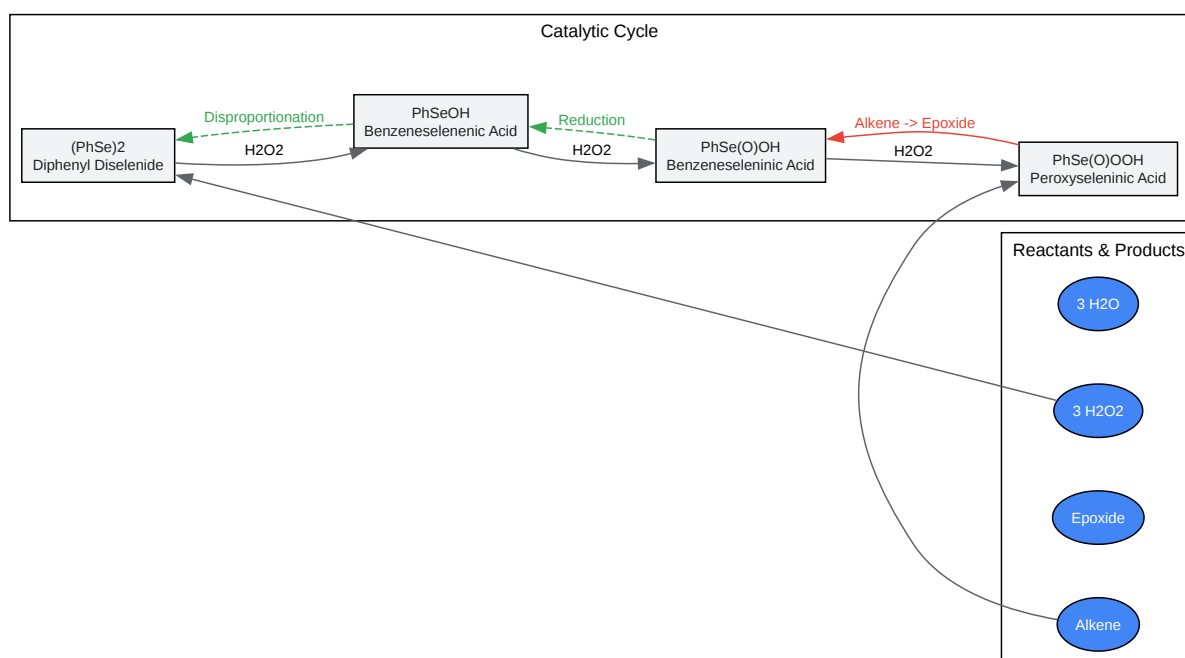 Catalytic Cycle
Disproportionation
PhSeOH
Benzeneselenenic Acid
Reduction
Alkene -> Epoxide
(PhSe)2
Diphenyl Diselenide
H2O2
H2O2
PhSe(O)OH
Benzeneseleninic Acid
H2O2
PhSe(O)OOH
Peroxyseleninic Acid
Reactants & Products
3 H2O
3 H2O2
Epoxide
Alkene